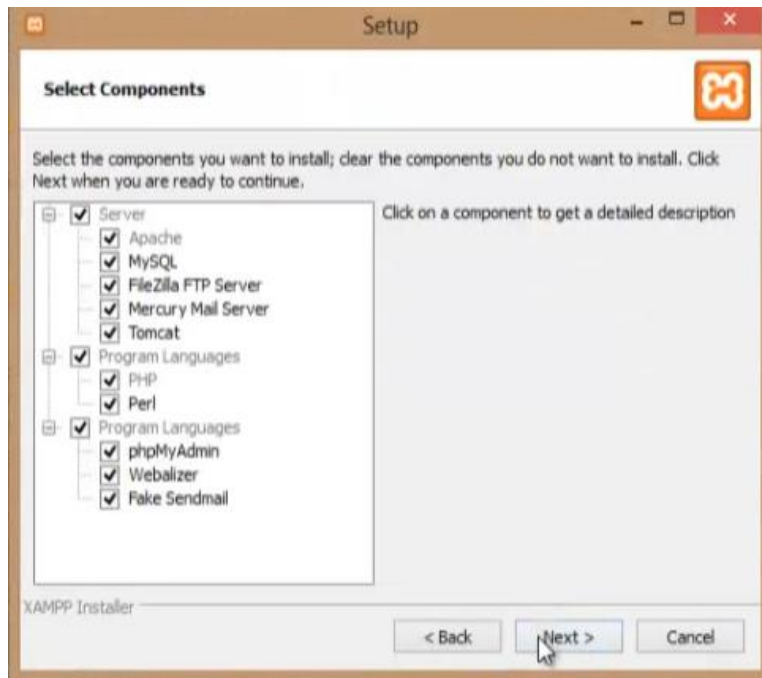 Setup
Select Components
Select the components you want to install; clear the components you do not want to install. Click
Next when you are ready to continue.
Server
Apache
MySQL
FileZilla FTP Server
Mercury Mail Server
Tomcat
Program Languages
PHP
Perl
Program Languages
phpMyAdmin
Webalizer
Fake Sendmail
Click on a component to get a detailed description
XAMPP Installer
< Back
Next >
Cancel